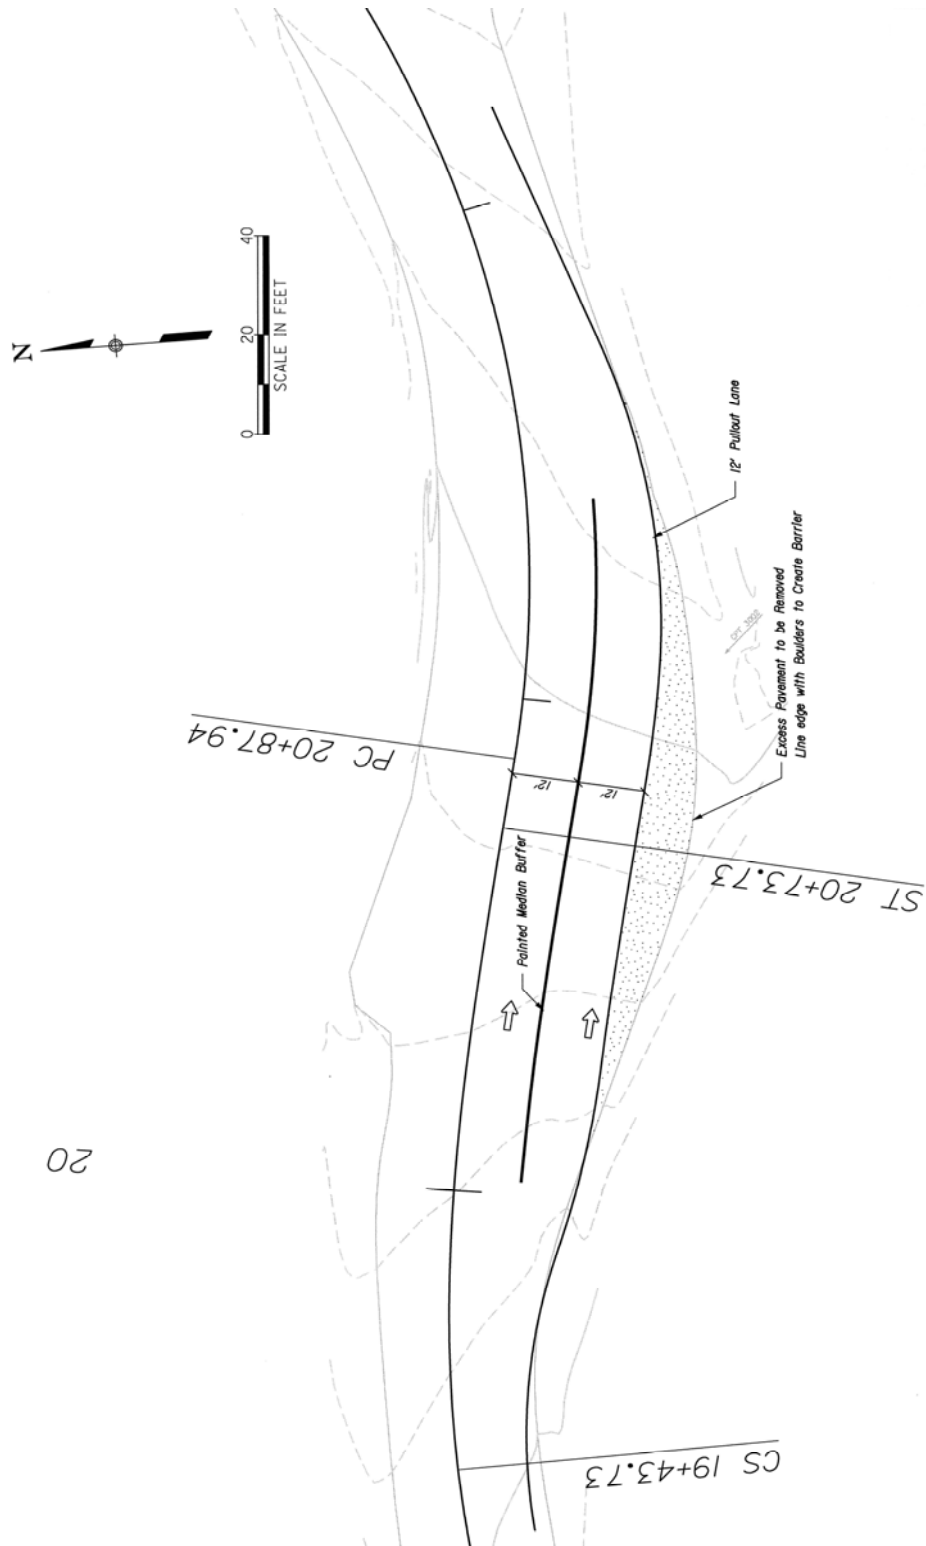 N
40
20
0
SCALE IN FEET
12' Pullout Lane
Excess Pavement to be Removed
Line edge with Boulders to Create Barrier
PC 20+87.94
12'
12'
ST 20+73.73
Painted Median Buffer
20
CS 19+43.73